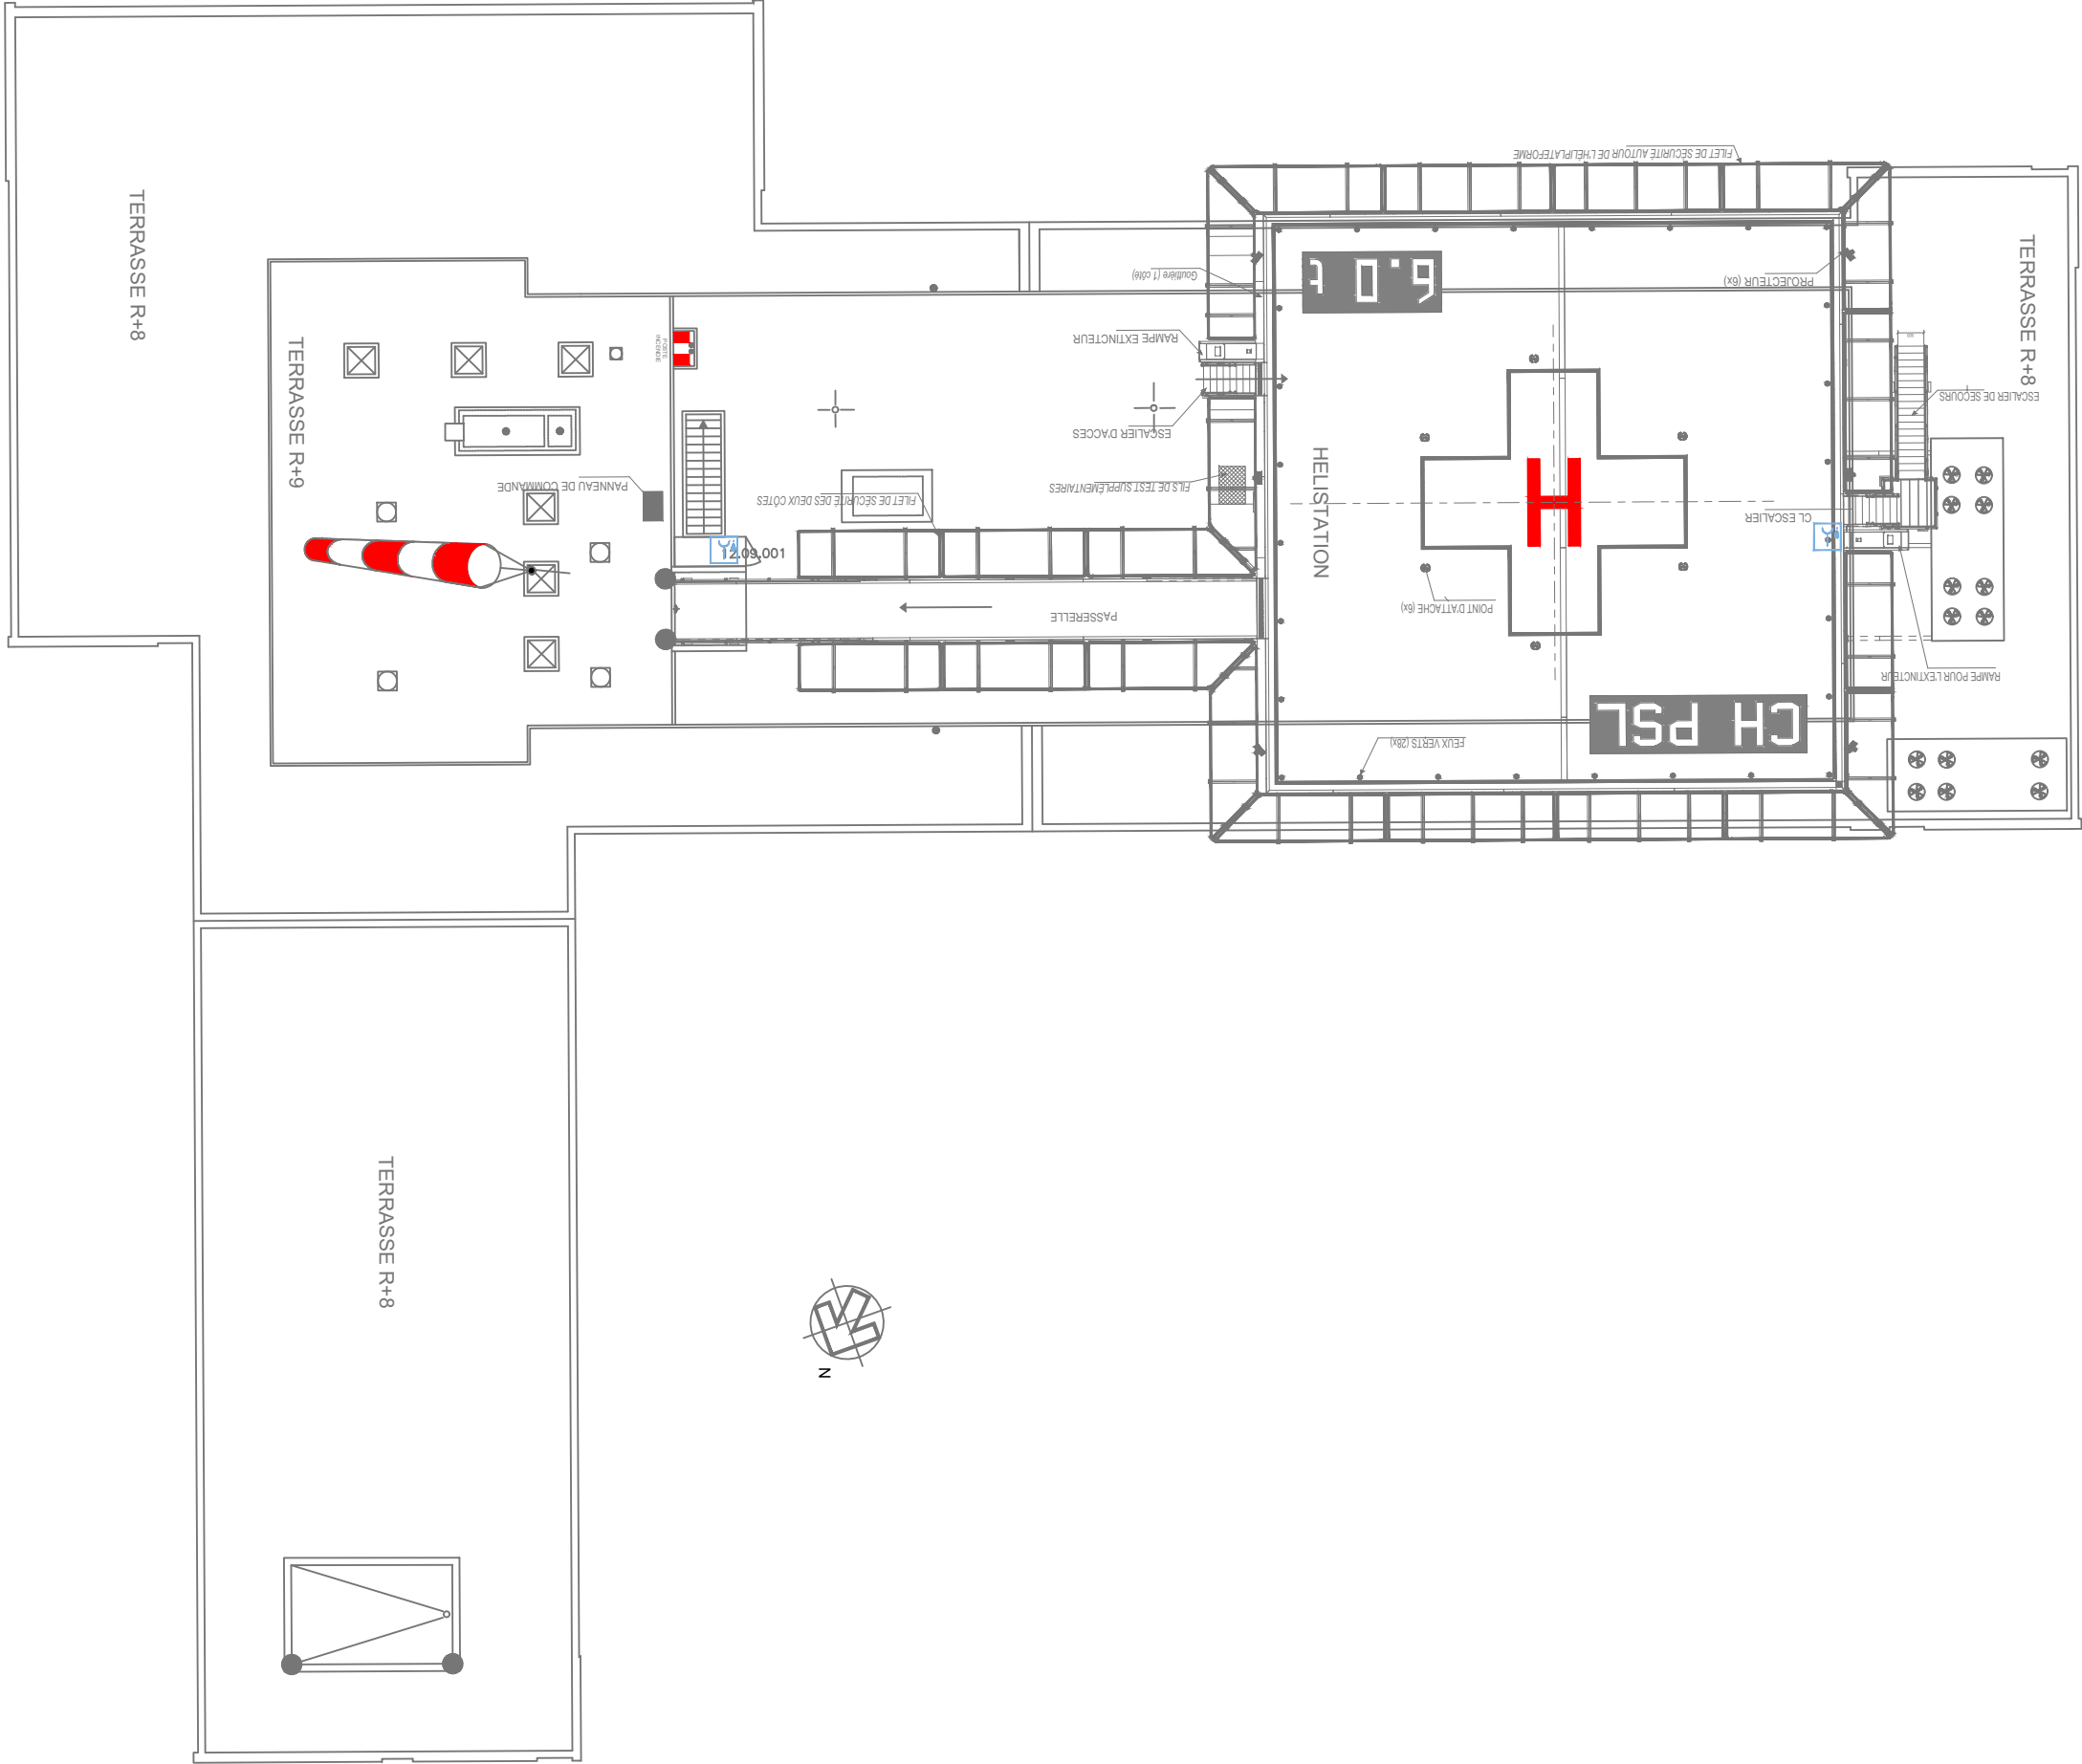 FILET DE SÉCURITÉ AUTOUR DE L'HÉLIPLATEFORME
TERRASSE R+8
TERRASSE R+8
Gouttière (1 côté)
6.0 t
PROJECTEUR (6x)
TERRASSE R+9
POSTE
INCENDIE
RAMPE EXTINCTEUR
ESCALIER DE SECOURS
ESCALIER D'ACCES
HELISTATION
H
PANNEAU DE COMMANDE
FILET DE SÉCURITÉ DES DEUX CÔTÉS
FILS DE TEST SUPPLÉMENTAIRES
CL ESCALIER
12.09.001
PASSERELLE
POINT D'ATTACHE (6x)
RAMPE POUR L'EXTINCTEUR
CH PSL
FEUX VERTS (28x)
TERRASSE R+8
N